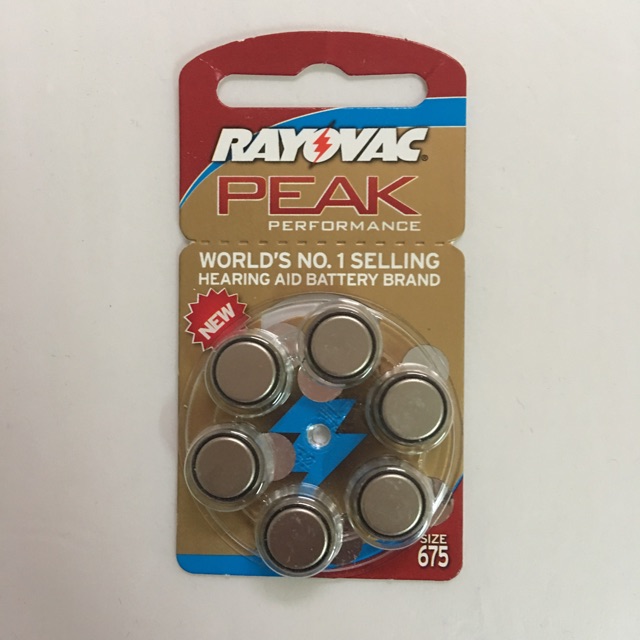 RAYOVAC®
PEAK
PERFORMANCE
WORLD'S NO. 1 SELLING
HEARING AID BATTERY BRAND
NEW
SIZE
675